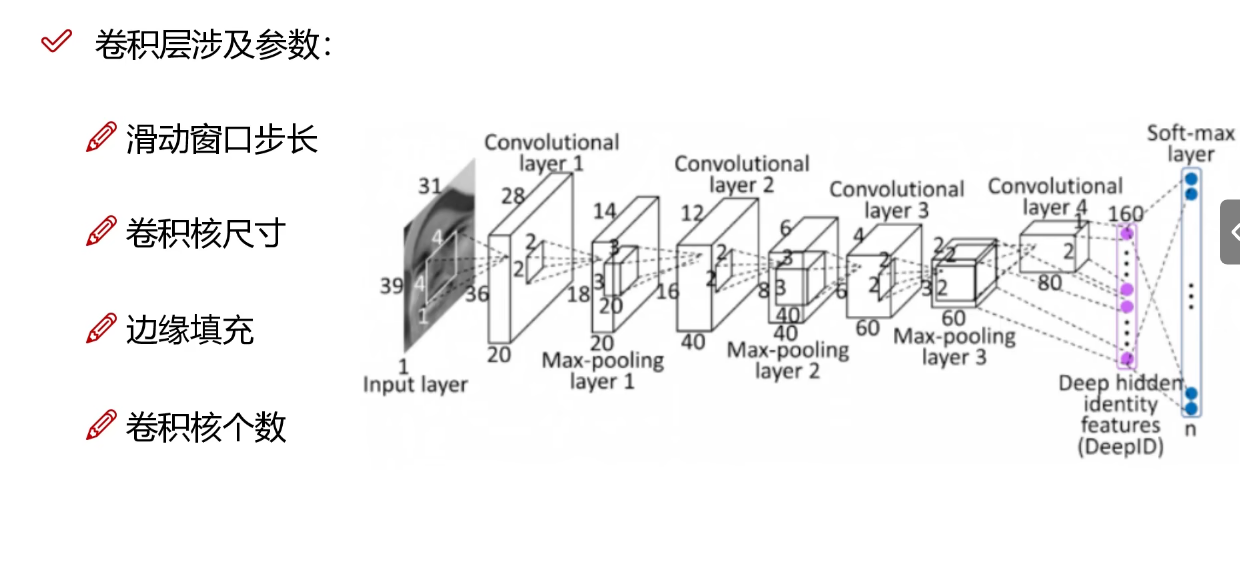 卷积层涉及参数：
滑动窗口步长
卷积核尺寸
边缘填充
卷积核个数
31
4
4
1
39
1
Input layer
Convolutional
layer 1
28
2
2
36
20
14
3
3
20
18
20
Max-pooling
layer 1
Convolutional
layer 2
12
2
2
16
40
6
3
3
40
8
40
Max-pooling
layer 2
Convolutional
layer 3
4
2
2
6
60
2
2
2
3
60
Max-pooling
layer 3
Convolutional
layer 4
1
2
80
160
Deep hidden
identity
features
(DeepID)
Soft-max
layer
n